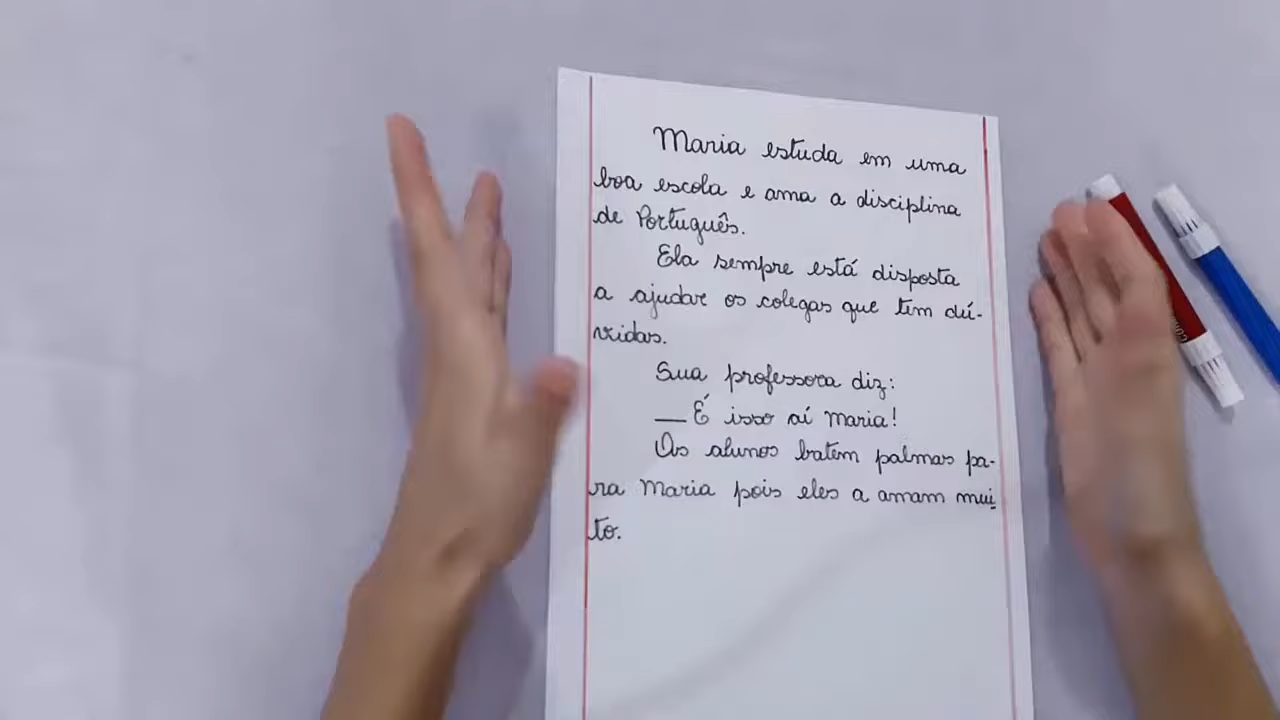 Maria estuda em uma
boa escola e ama a disciplina
de Português.
Ela sempre está disposta
a ajudar os colegas que tem dú-
vidas.
Sua professora diz:
— É isso aí Maria!
Os alunos batem palmas pa-
ra Maria pois eles a amam mui
to.